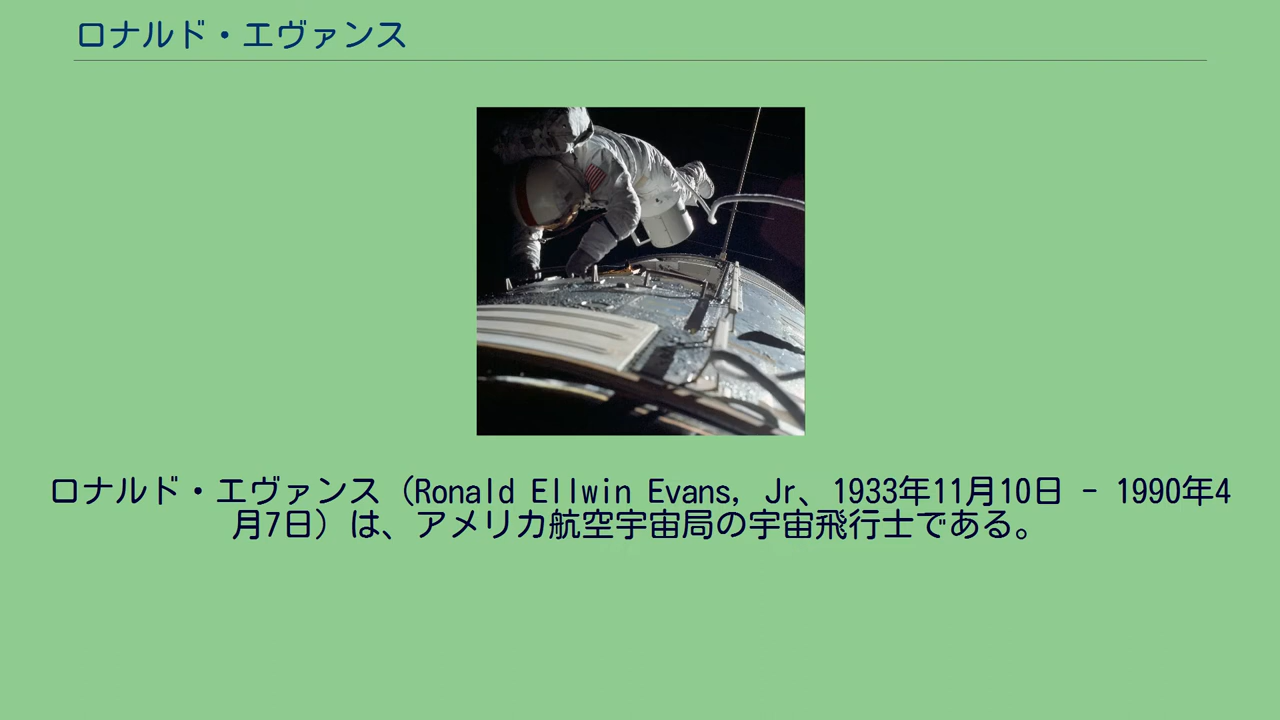 ロナルド・エヴァンス
ロナルド・エヴァンス（Ronald Ellwin Evans, Jr、1933年11月10日 - 1990年4
月7日）は、アメリカ航空宇宙局の宇宙飛行士である。